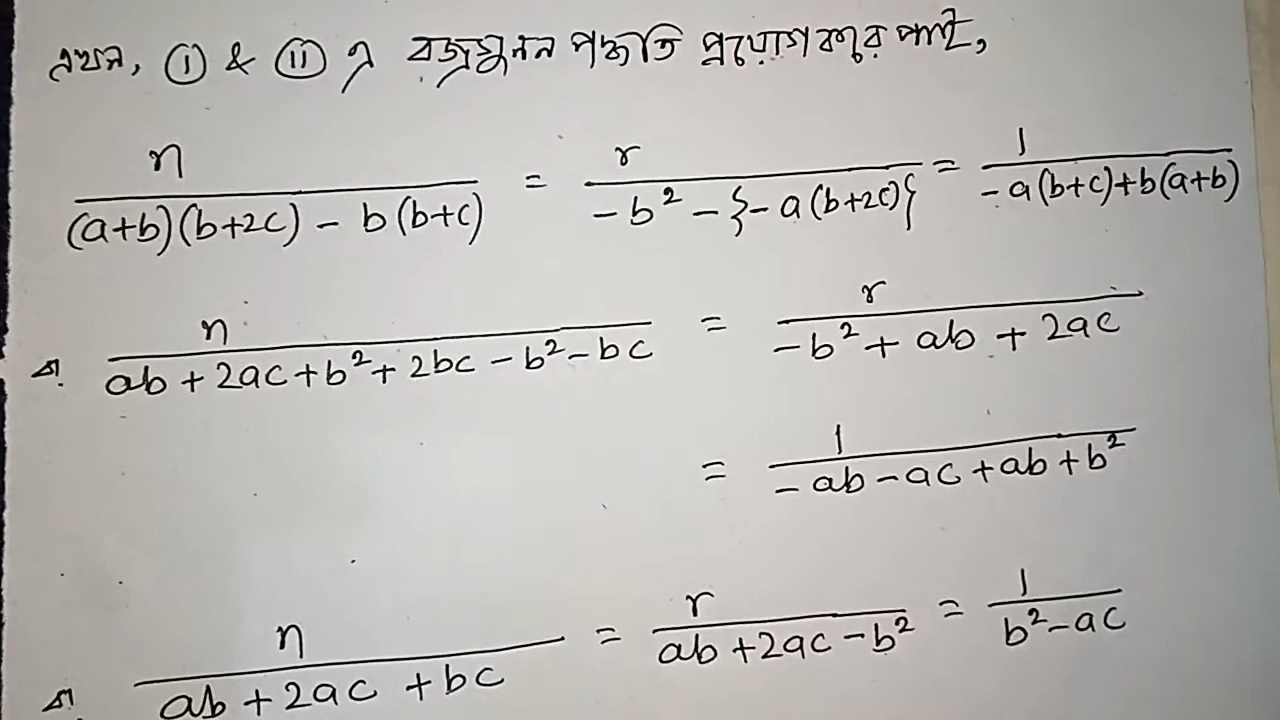 এখন, (i) & (ii) এ বজ্রগুনন পদ্ধতি প্রয়োগ করে পাই,
n/((a+b)(b+2c) - b(b+c)) = r/(-b² - {-a(b+2c)}) = 1/(-a(b+c)+b(a+b))
বা, n/(ab + 2ac + b² + 2bc - b² - bc) = r/(-b² + ab + 2ac)
= 1/(-ab - ac + ab + b²)
বা, n/(ab + 2ac + bc) = r/(ab + 2ac - b²) = 1/(b² - ac)